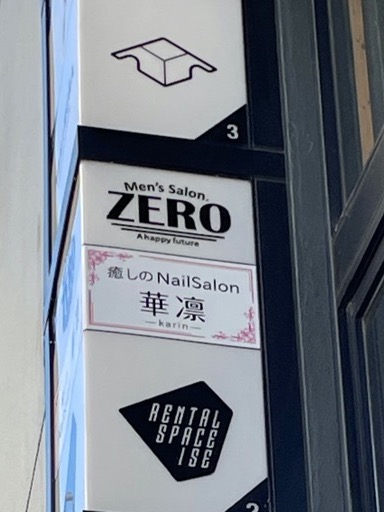 3
Men's Salon
ZERO
A happy future
癒しのNailSalon
華凛
karin
RENTAL
SPACE
ISE
2